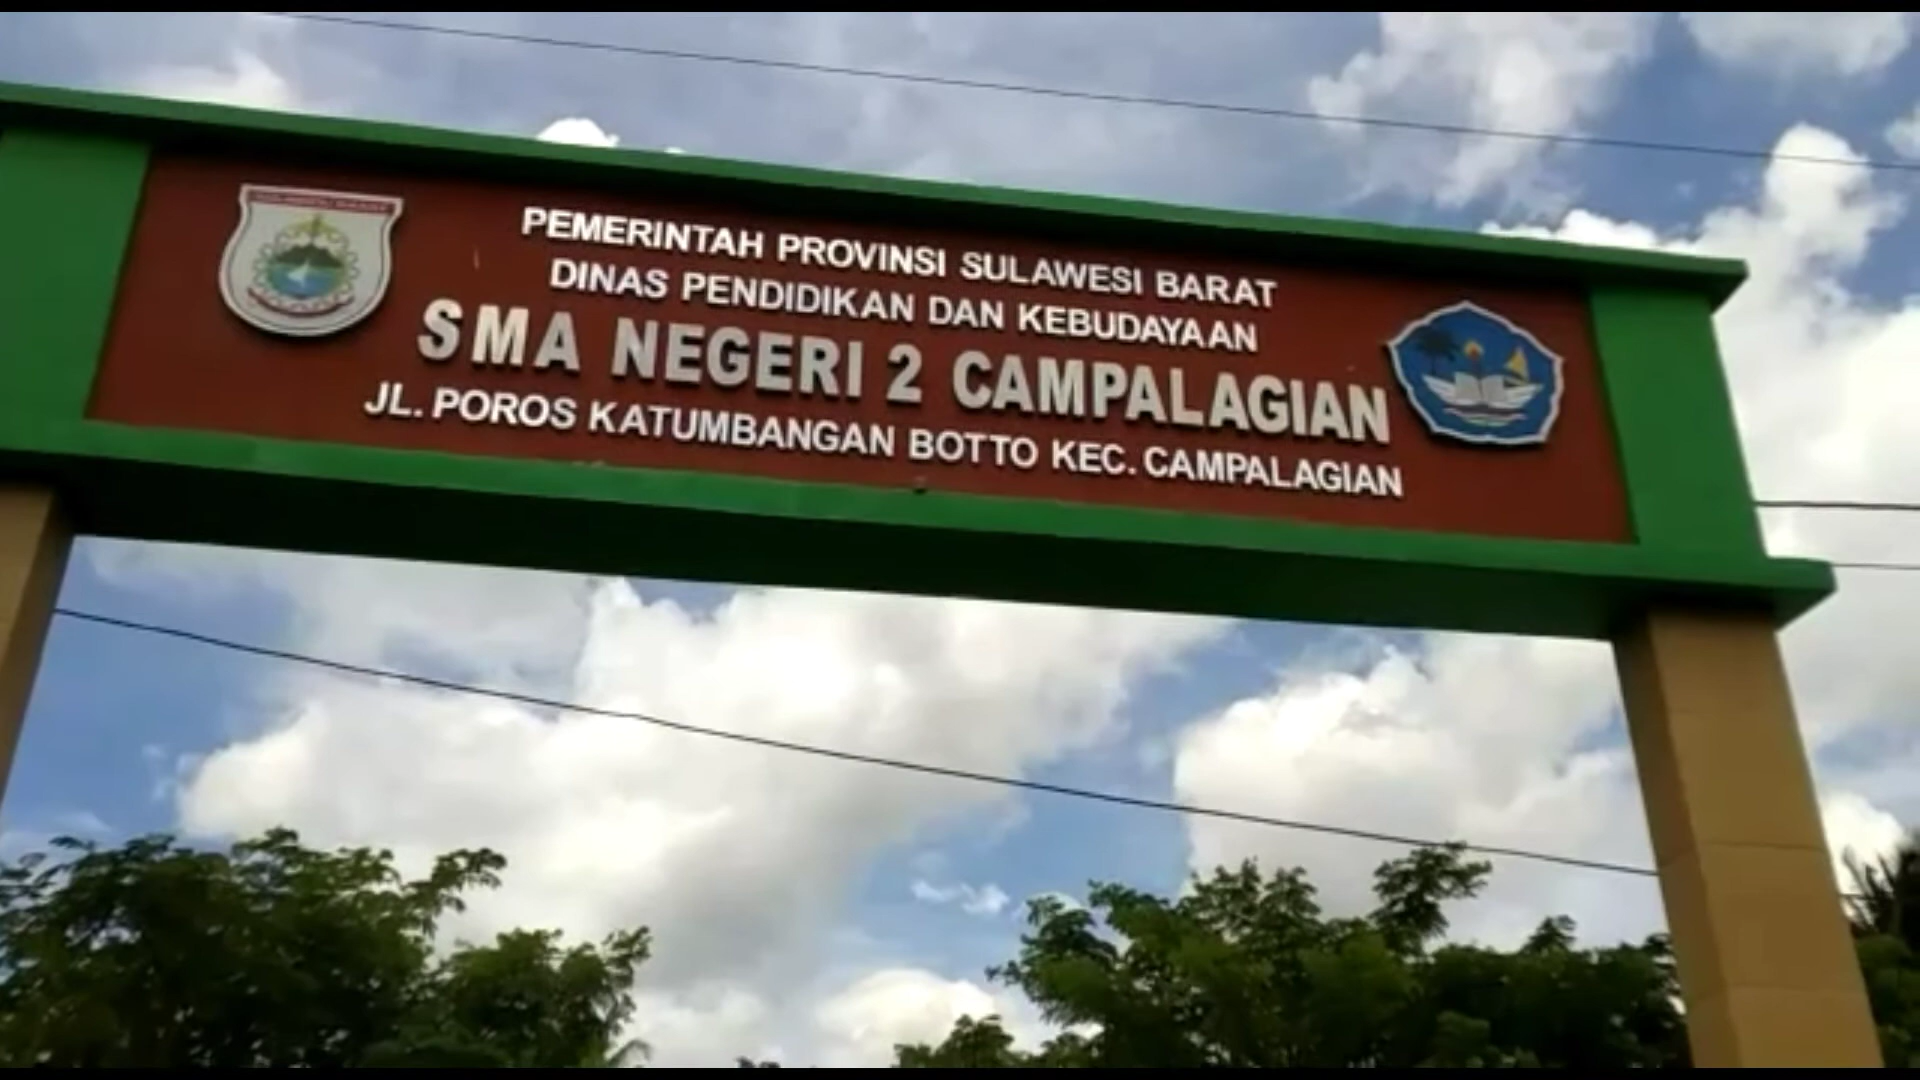 PEMERINTAH PROVINSI SULAWESI BARAT
DINAS PENDIDIKAN DAN KEBUDAYAAN
SMA NEGERI 2 CAMPALAGIAN
JL. POROS KATUMBANGAN BOTTO KEC. CAMPALAGIAN